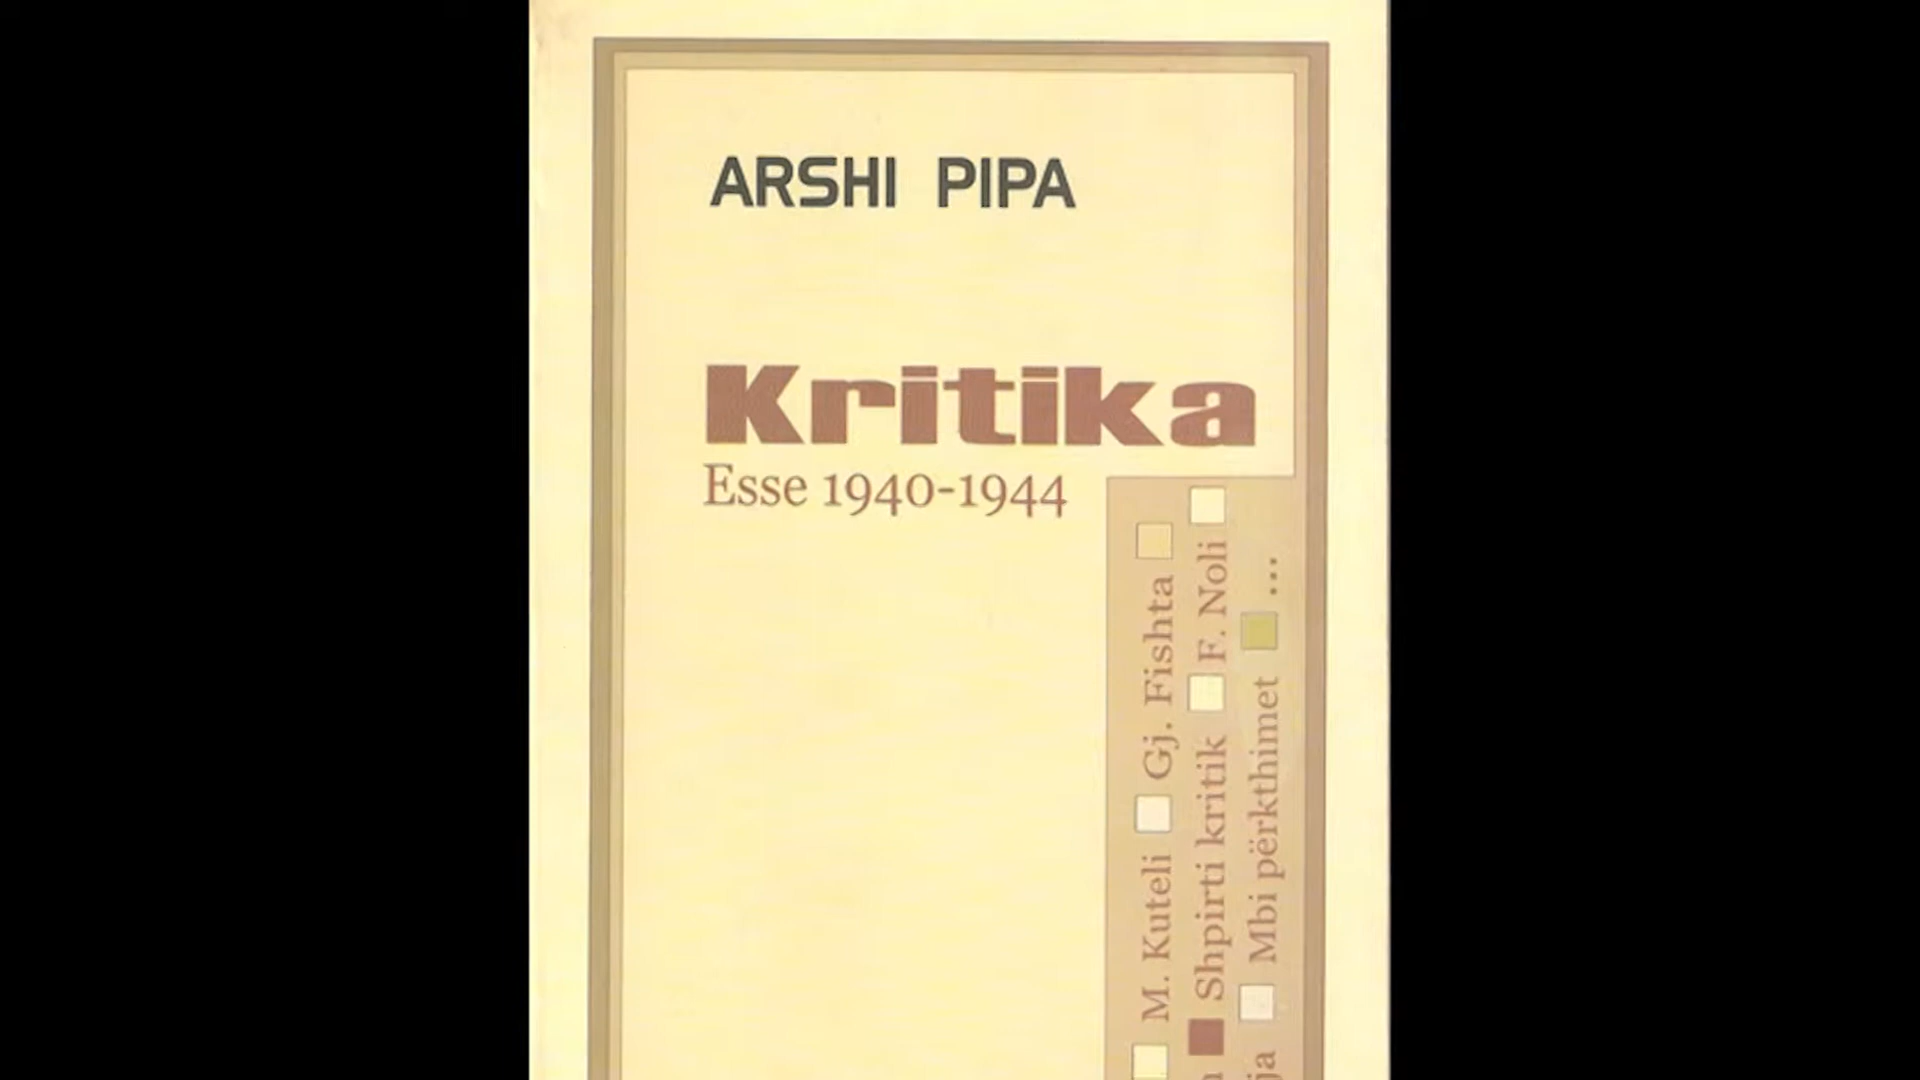 ARSHI PIPA
Kritika
Esse 1940-1944
M. Kuteli Gj. Fishta
Shpirti kritik F. Noli
Mbi përkthimet ...